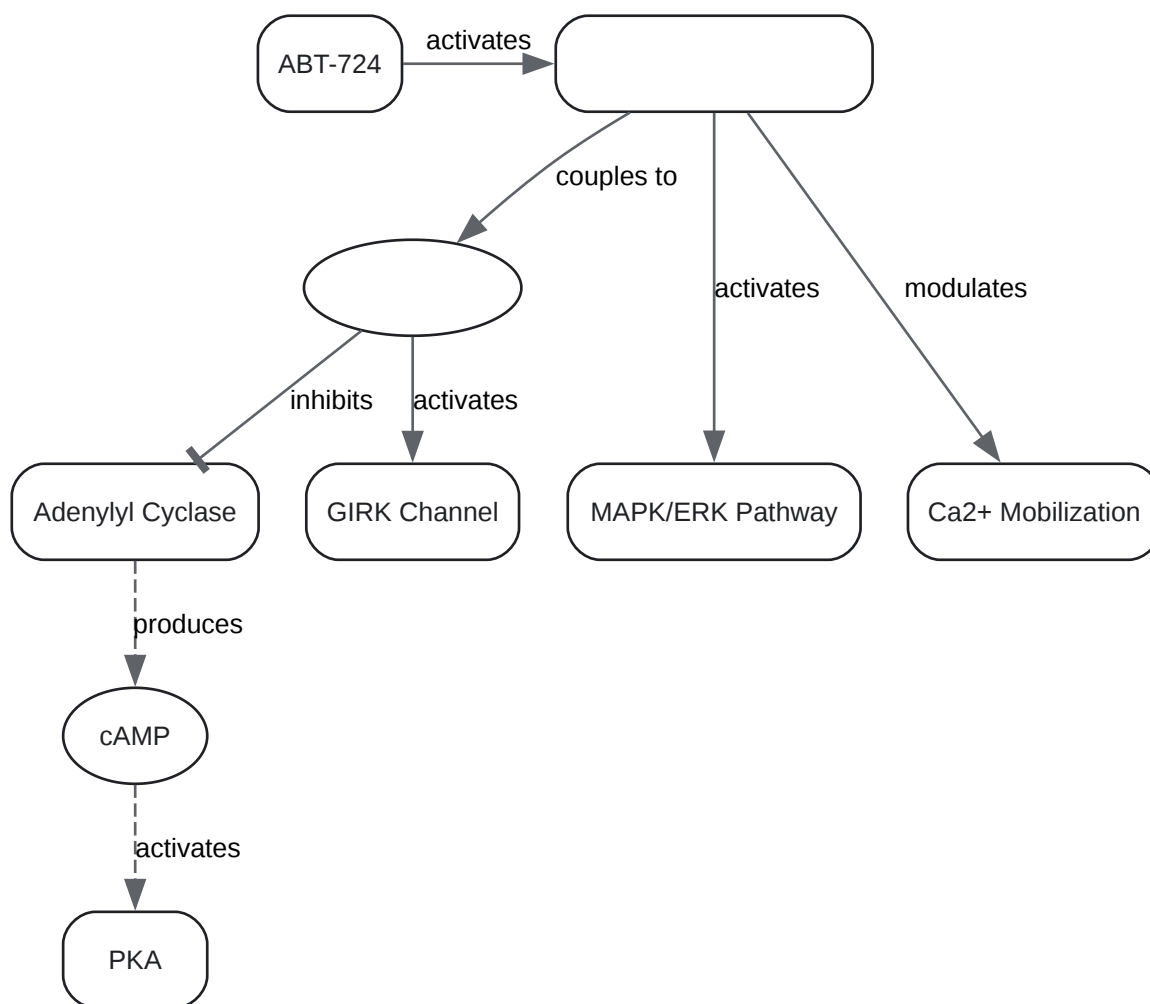 activates
ABT-724
couples to
activates
modulates
inhibits
activates
Adenylyl Cyclase
GIRK Channel
MAPK/ERK Pathway
Ca2+ Mobilization
produces
cAMP
activates
PKA